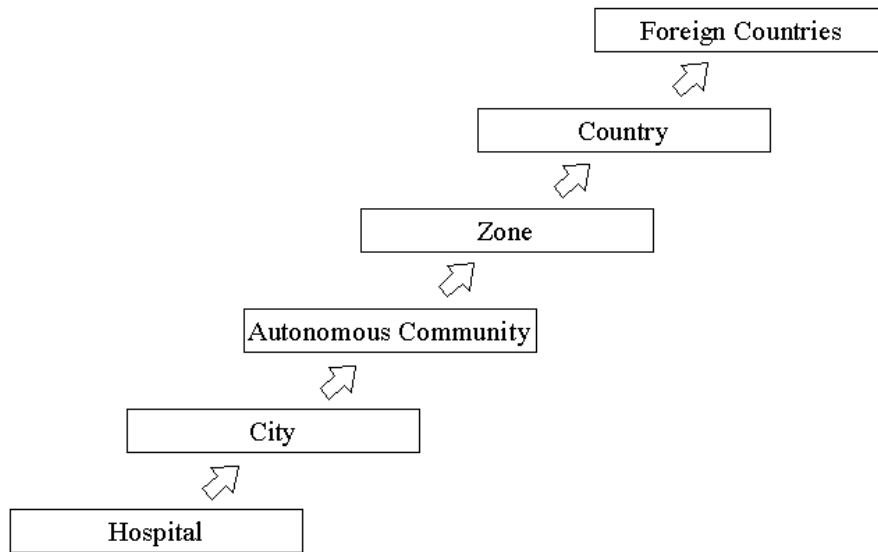 Foreign Countries
Country
Zone
Autonomous Community
City
Hospital